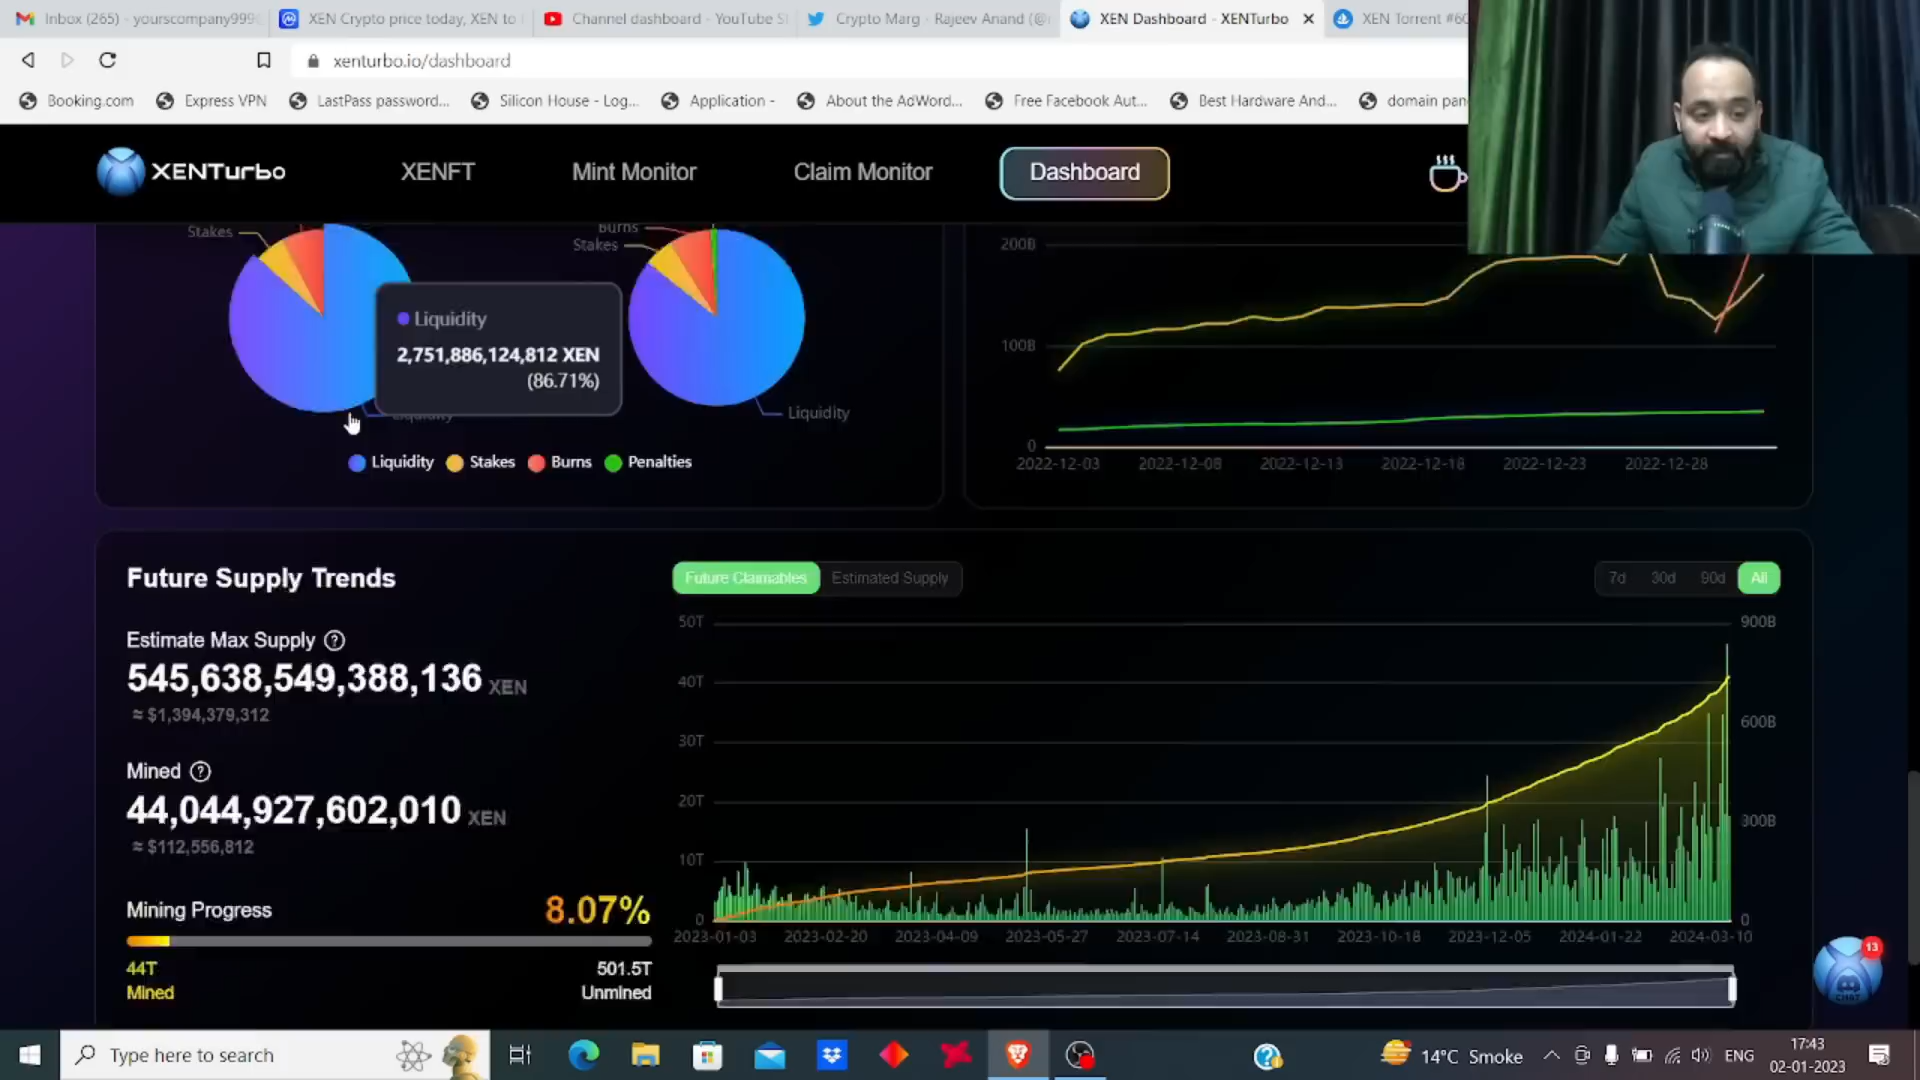 Inbox (265) - yourscompany999
XEN Crypto price today, XEN to
Channel dashboard - YouTube S
Crypto Marg - Rajeev Anand (@
XEN Dashboard - XENTurbo
XEN Torrent #60
xenturbo.io/dashboard
Booking.com
Express VPN
LastPass password...
Silicon House - Log...
Application -
About the AdWord...
Free Facebook Aut...
Best Hardware And...
domain pan
XENTurbo
XENFT
Mint Monitor
Claim Monitor
Dashboard
Stakes
Burns
Stakes
Liquidity
2,751,886,124,812 XEN
(86.71%)
Liquidity
Liquidity
Liquidity
Stakes
Burns
Penalties
200B
100B
0
2022-12-03
2022-12-08
2022-12-13
2022-12-18
2022-12-23
2022-12-28
Future Supply Trends
Future Claimables
Estimated Supply
7d
30d
90d
All
Estimate Max Supply
545,638,549,388,136 XEN
≈ $1,394,379,312
Mined
44,044,927,602,010 XEN
≈ $112,556,812
Mining Progress
8.07%
44T
Mined
501.5T
Unmined
50T
40T
30T
20T
10T
0
900B
600B
300B
0
2023-01-03
2023-02-20
2023-04-09
2023-05-27
2023-07-14
2023-08-31
2023-10-18
2023-12-05
2024-01-22
2024-03-10
13
CHAT
Type here to search
14°C Smoke
ENG
17:43
02-01-2023